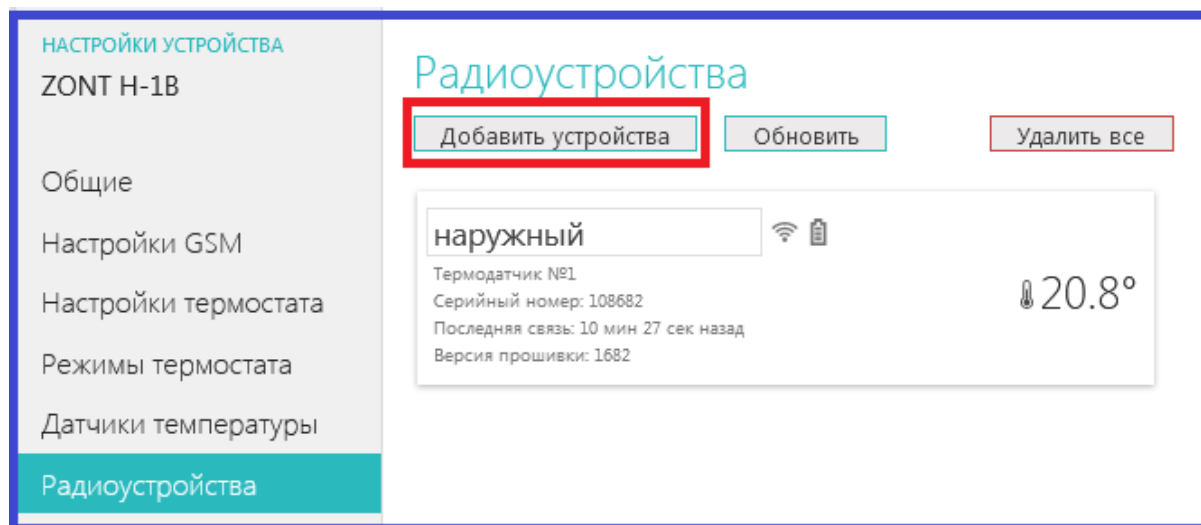 НАСТРОЙКИ УСТРОЙСТВА
ZONT H-1B
Общие
Настройки GSM
Настройки термостата
Режимы термостата
Датчики температуры
Радиоустройства
Радиоустройства
Добавить устройства
Обновить
Удалить все
наружный
Термодатчик №1
Серийный номер: 108682
Последняя связь: 10 мин 27 сек назад
Версия прошивки: 1682
20.8°